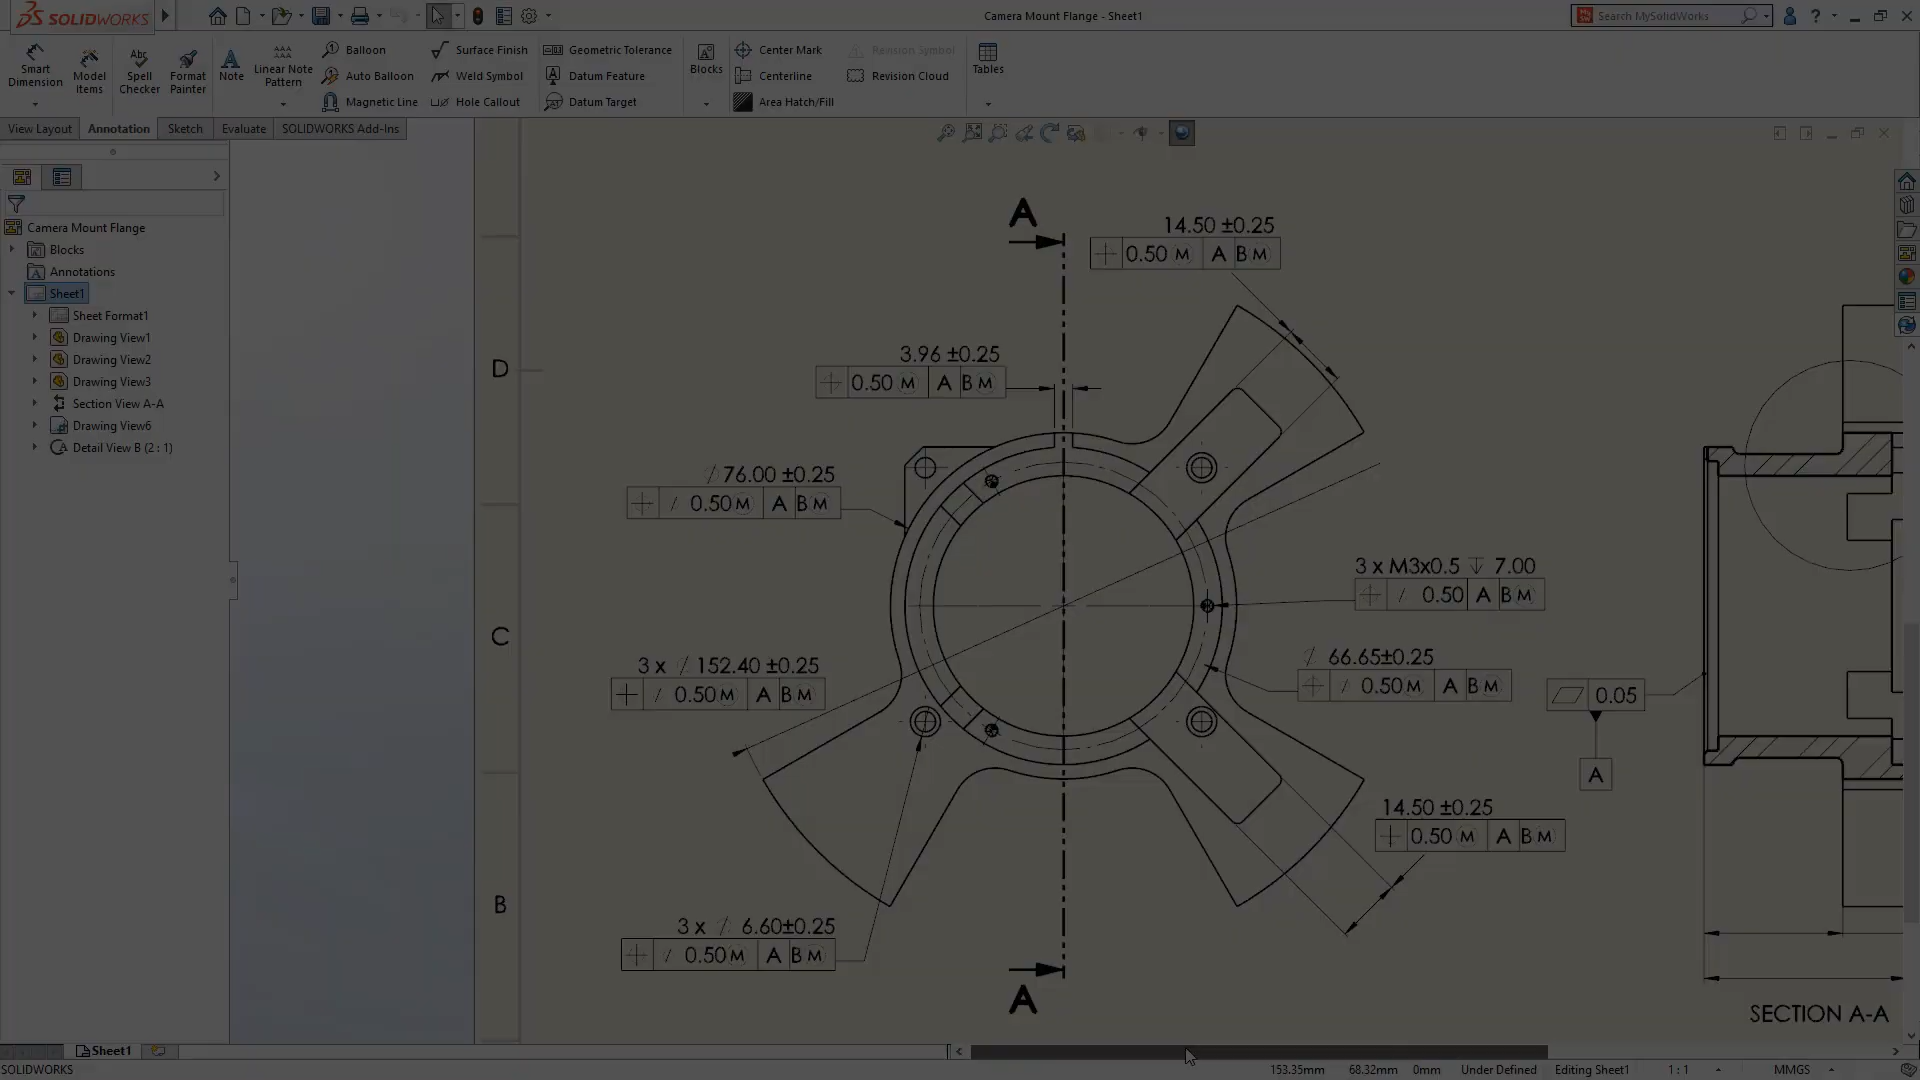 SOLIDWORKS
Camera Mount Flange - Sheet1
Search MySolidWorks
Smart Dimension
Model Items
Abc
Spell Checker
Format Painter
Note
Linear Note Pattern
Balloon
Auto Balloon
Magnetic Line
Surface Finish
Weld Symbol
Hole Callout
Geometric Tolerance
Datum Feature
Datum Target
Blocks
Center Mark
Centerline
Area Hatch/Fill
Revision Symbol
Revision Cloud
Tables
View Layout
Annotation
Sketch
Evaluate
SOLIDWORKS Add-Ins
Camera Mount Flange
Blocks
Annotations
Sheet1
Sheet Format1
Drawing View1
Drawing View2
Drawing View3
Section View A-A
Drawing View6
Detail View B (2 : 1)
D
C
B
A
14.50 ±0.25
0.50 Ⓜ A B Ⓜ
3.96 ±0.25
0.50 Ⓜ A B Ⓜ
76.00 ±0.25
0.50 Ⓜ A B Ⓜ
3 x M3x0.5 ↧ 7.00
0.50 A B Ⓜ
3 x 152.40 ±0.25
0.50 Ⓜ A B Ⓜ
66.65±0.25
0.50 Ⓜ A B Ⓜ
0.05
A
14.50 ±0.25
0.50 Ⓜ A B Ⓜ
3 x 6.60±0.25
0.50 Ⓜ A B Ⓜ
A
SECTION A-A
Sheet1
SOLIDWORKS
153.35mm 68.32mm 0mm Under Defined Editing Sheet1 1 : 1 MMGS